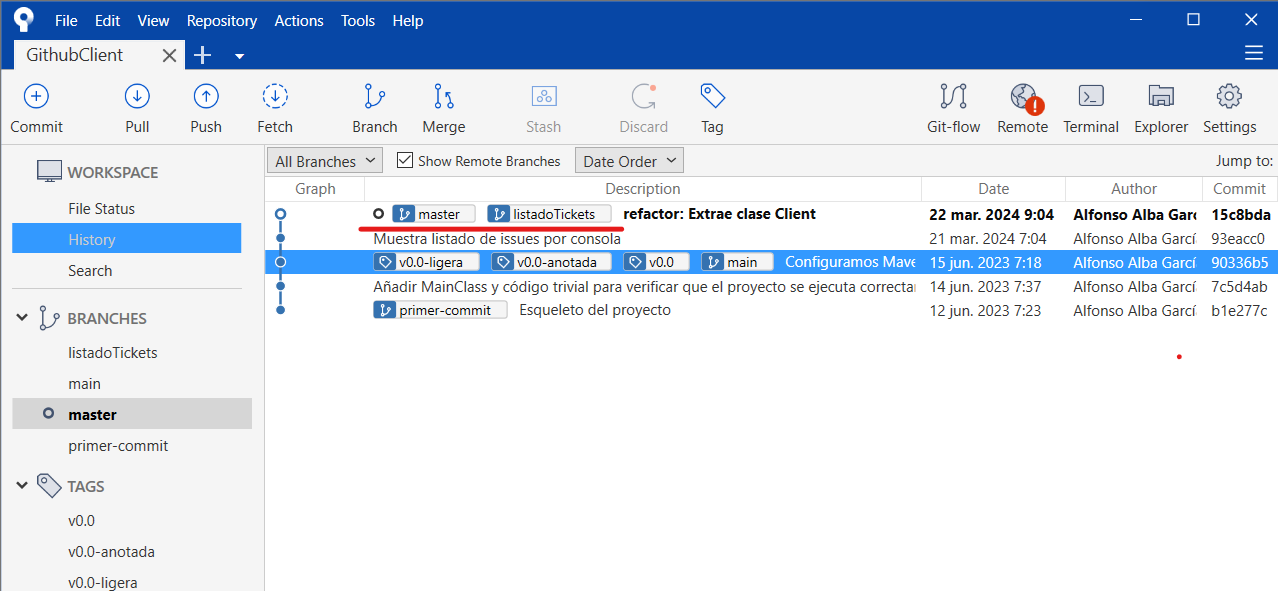 File Edit View Repository Actions Tools Help
GithubClient
Commit Pull Push Fetch Branch Merge Stash Discard Tag Git-flow Remote Terminal Explorer Settings
WORKSPACE
File Status
History
Search
BRANCHES
listadoTickets
main
master
primer-commit
TAGS
v0.0
v0.0-anotada
v0.0-ligera
All Branches Show Remote Branches Date Order Jump to:
Graph Description Date Author Commit
master listadoTickets refactor: Extrae clase Client 22 mar. 2024 9:04 Alfonso Alba Garc 15c8bda
Muestra listado de issues por consola 21 mar. 2024 7:04 Alfonso Alba Garcí 93eacc0
v0.0-ligera v0.0-anotada v0.0 main Configuramos Mave 15 jun. 2023 7:18 Alfonso Alba Garcí 90336b5
Añadir MainClass y código trivial para verificar que el proyecto se ejecuta correctar 14 jun. 2023 7:37 Alfonso Alba Garcí 7c5d4ab
primer-commit Esqueleto del proyecto 12 jun. 2023 7:23 Alfonso Alba Garcí b1e277c